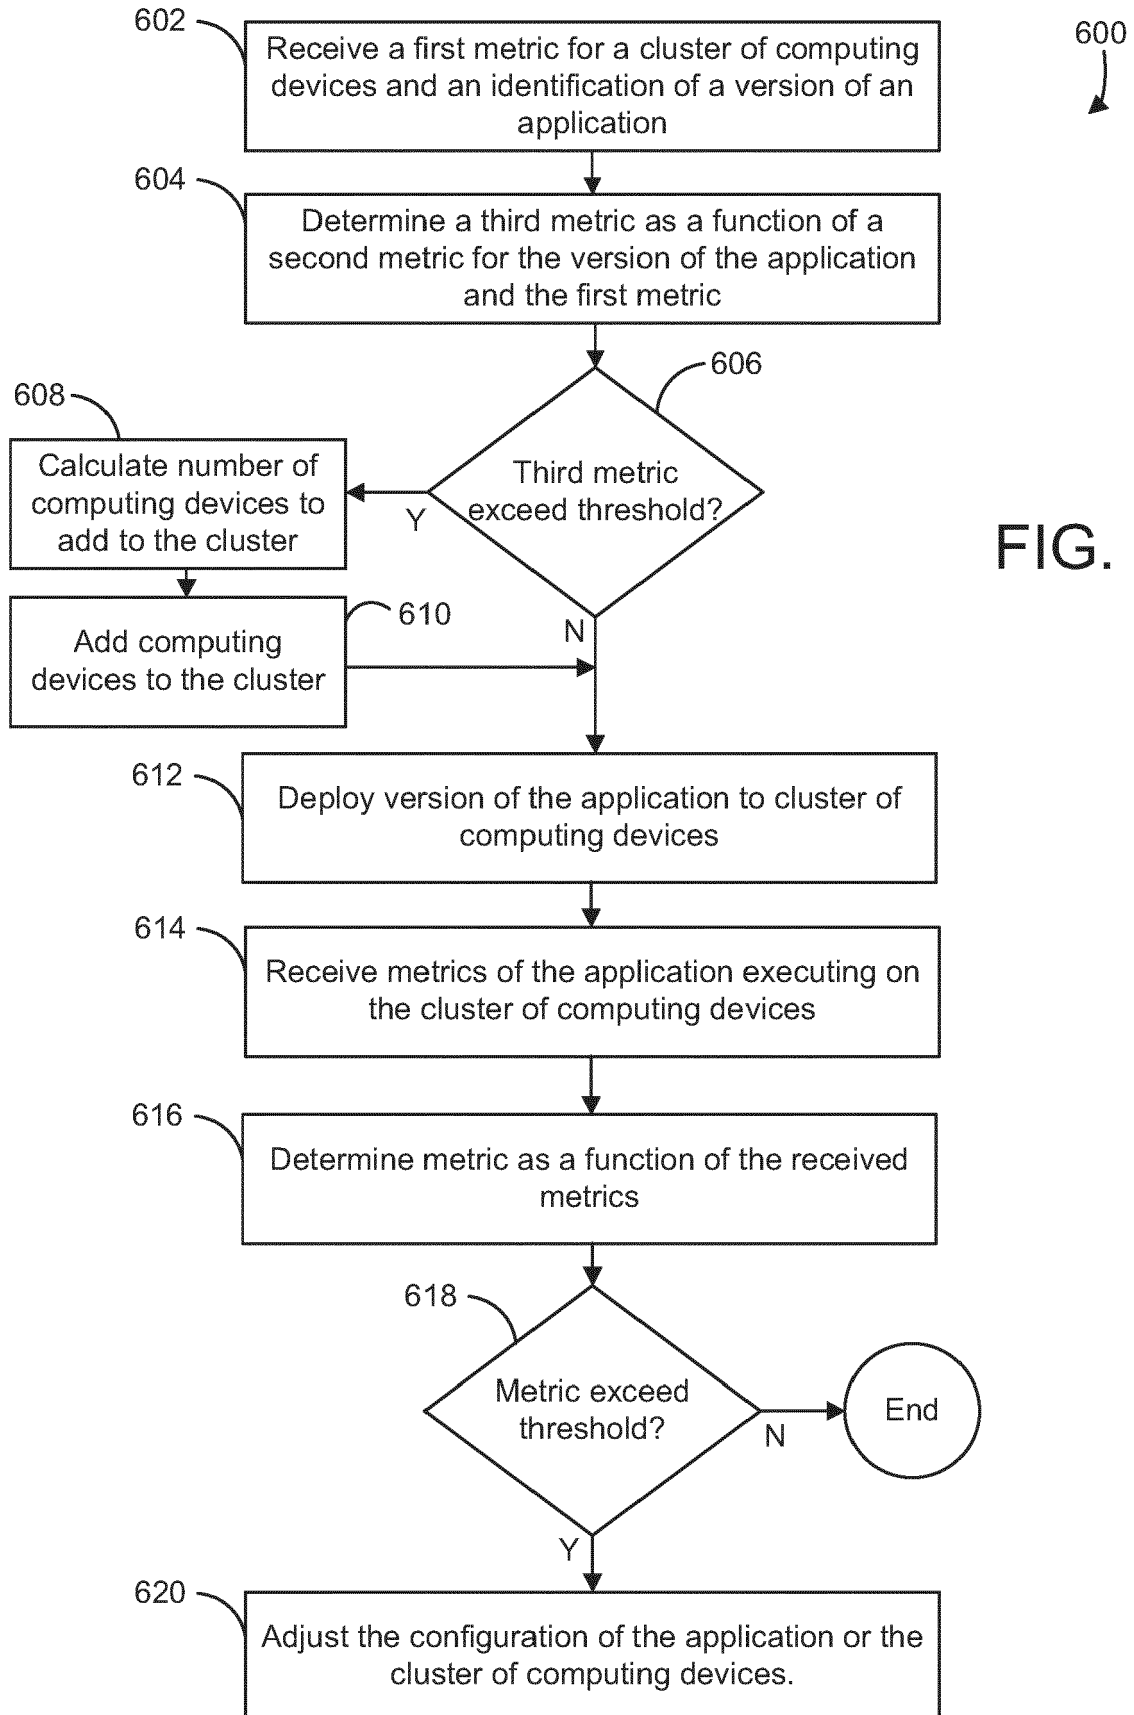 602
Receive a first metric for a cluster of computing
devices and an identification of a version of an
application
600
604
Determine a third metric as a function of a
second metric for the version of the application
and the first metric
606
Third metric
exceed threshold?
Y
N
608
Calculate number of
computing devices to
add to the cluster
FIG.
610
Add computing
devices to the cluster
612
Deploy version of the application to cluster of
computing devices
614
Receive metrics of the application executing on
the cluster of computing devices
616
Determine metric as a function of the received
metrics
618
Metric exceed
threshold?
N
End
Y
620
Adjust the configuration of the application or the
cluster of computing devices.